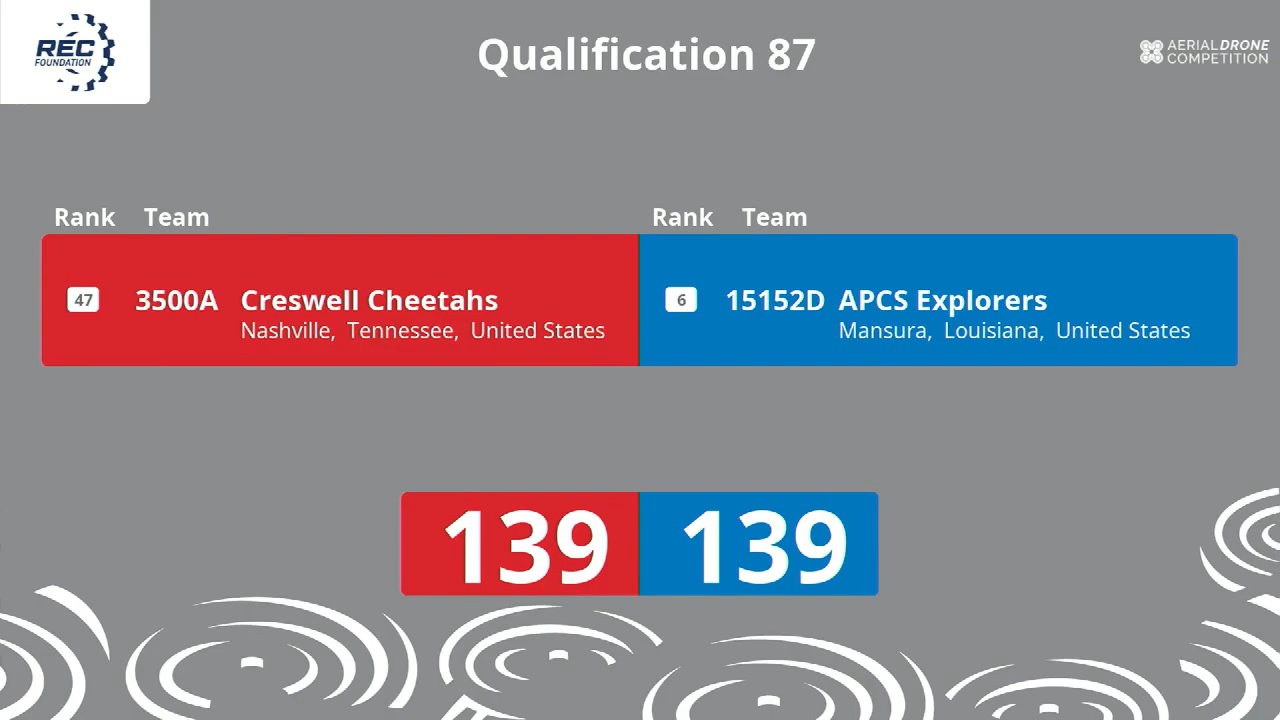 REC
FOUNDATION
Qualification 87
AERIALDRONE
COMPETITION
Rank Team
Rank Team
47 3500A Creswell Cheetahs
Nashville, Tennessee, United States
6 15152D APCS Explorers
Mansura, Louisiana, United States
139 139